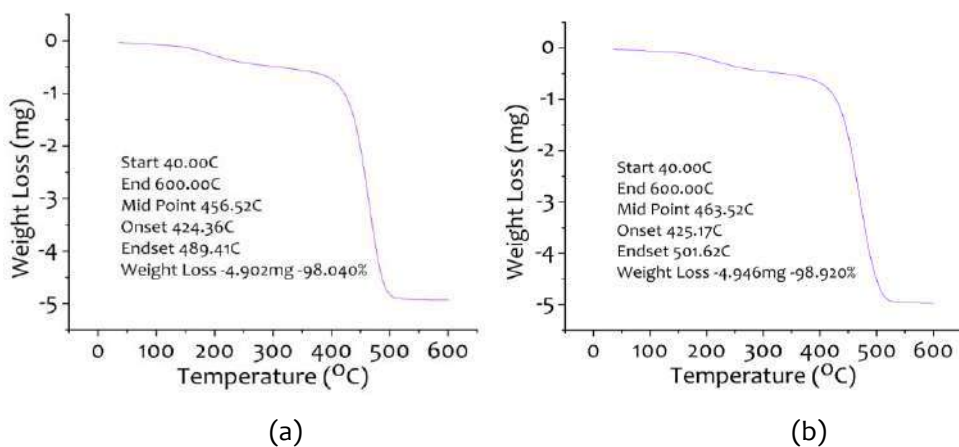 0
-1
-2
-3
-4
-5
Weight Loss (mg)
Start 40.00C
End 600.00C
Mid Point 456.52C
Onset 424.36C
Endset 489.41C
Weight Loss -4.902mg -98.040%
0 100 200 300 400 500 600
Temperature (°C)
(a)
0
-1
-2
-3
-4
-5
Weight Loss (mg)
Start 40.00C
End 600.00C
Mid Point 463.52C
Onset 425.17C
Endset 501.62C
Weight Loss -4.946mg -98.920%
0 100 200 300 400 500 600
Temperature (°C)
(b)